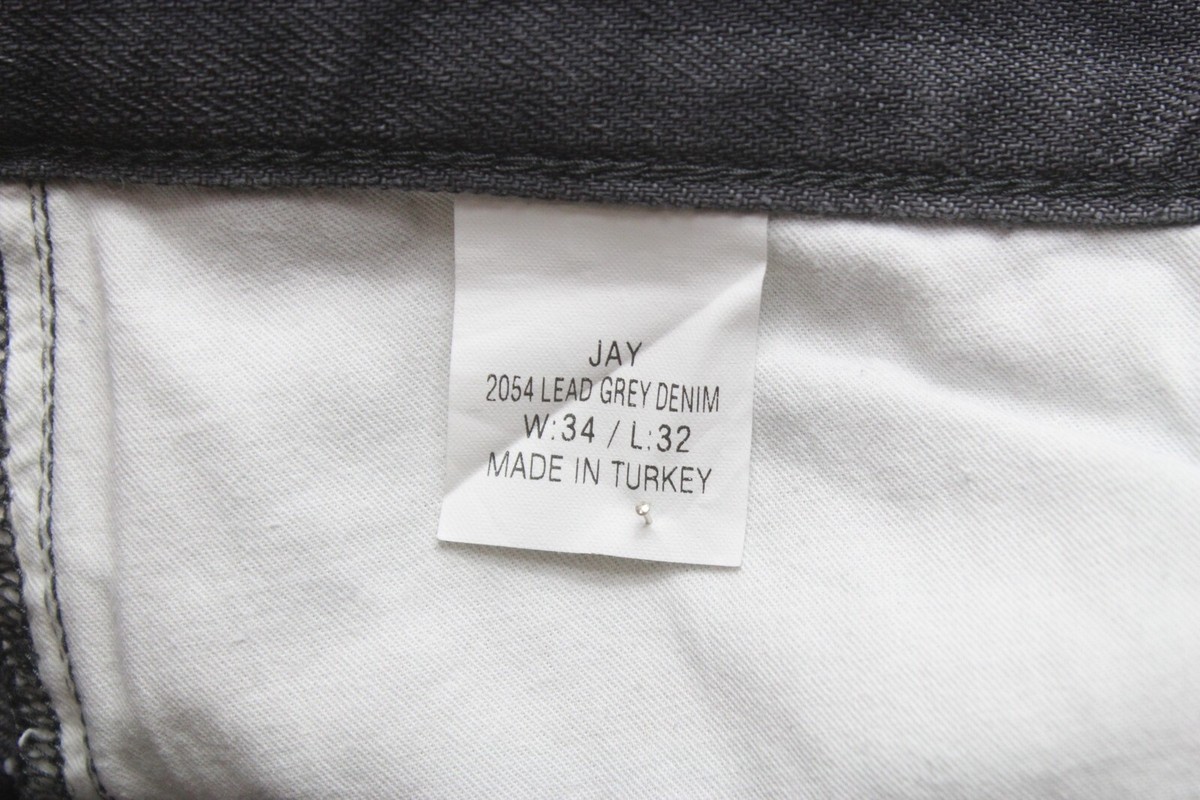 JAY
2054 LEAD GREY DENIM
W:34 / L:32
MADE IN TURKEY